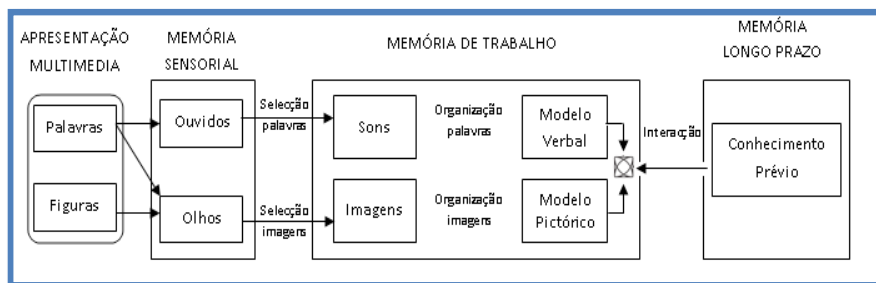 APRESENTAÇÃO
MULTIMEDIA
MEMÓRIA
SENSORIAL
MEMÓRIA DE TRABALHO
MEMÓRIA
LONGO PRAZO
Palavras
Figuras
Ouvidos
Olhos
Selecção
palavras
Selecção
imagens
Sons
Imagens
Organização
palavras
Organização
imagens
Modelo
Verbal
Modelo
Pictórico
Interacção
Conhecimento
Prévio